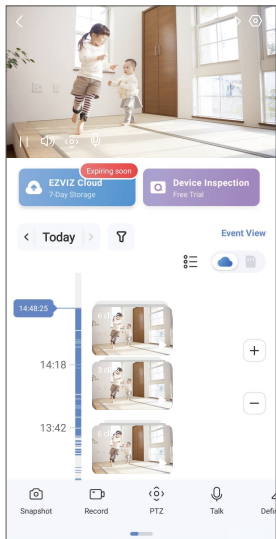 Expiring soon
EZVIZ Cloud
7-Day Storage
Device Inspection
Free Trial
Today
Event View
14:48:25
14:18
13:42
Snapshot
Record
PTZ
Talk